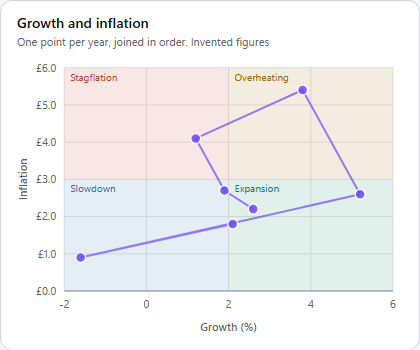 Growth and inflation
One point per year, joined in order. Invented figures
£6.0
Stagflation
Overheating
£5.0
£4.0
Inflation
£3.0
Slowdown
Expansion
£2.0
£1.0
£0.0
-2 0 2 4 6
Growth (%)